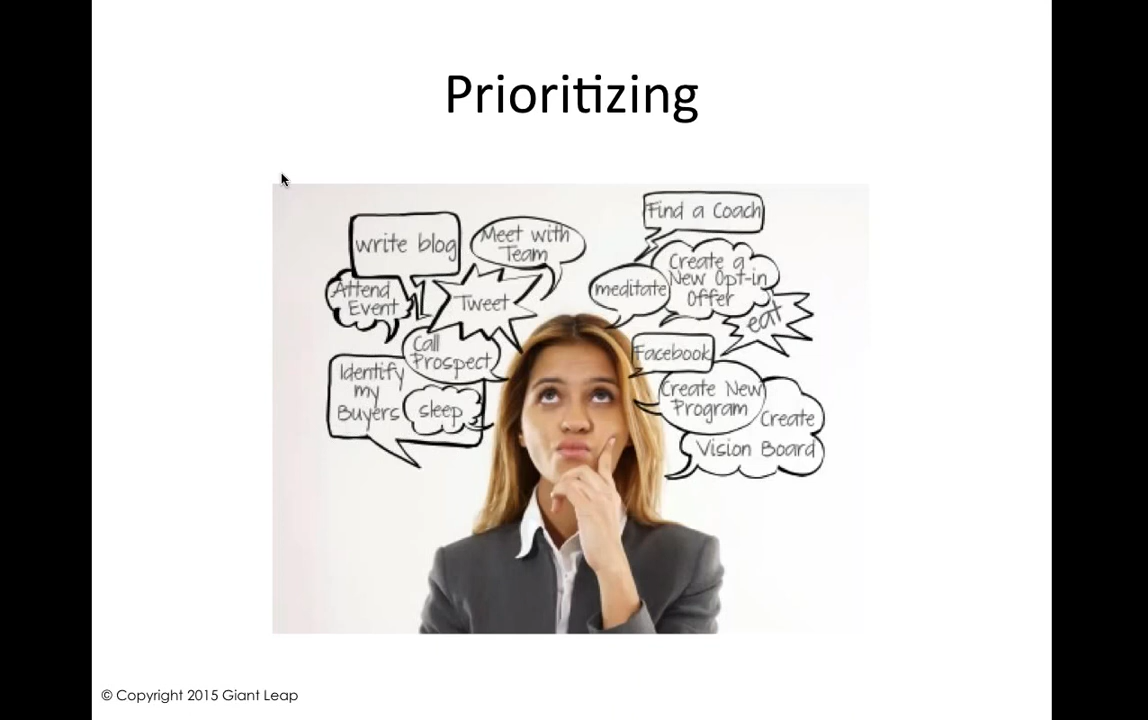 Prioritizing
write blog
Meet with
Team
Find a Coach
Attend
Event
Tweet
meditate
Create a
New Opt-in
Offer
eat
Call
Prospect
Facebook
Identify
my
Buyers
sleep
Create New
Program
Create
Vision Board
© Copyright 2015 Giant Leap